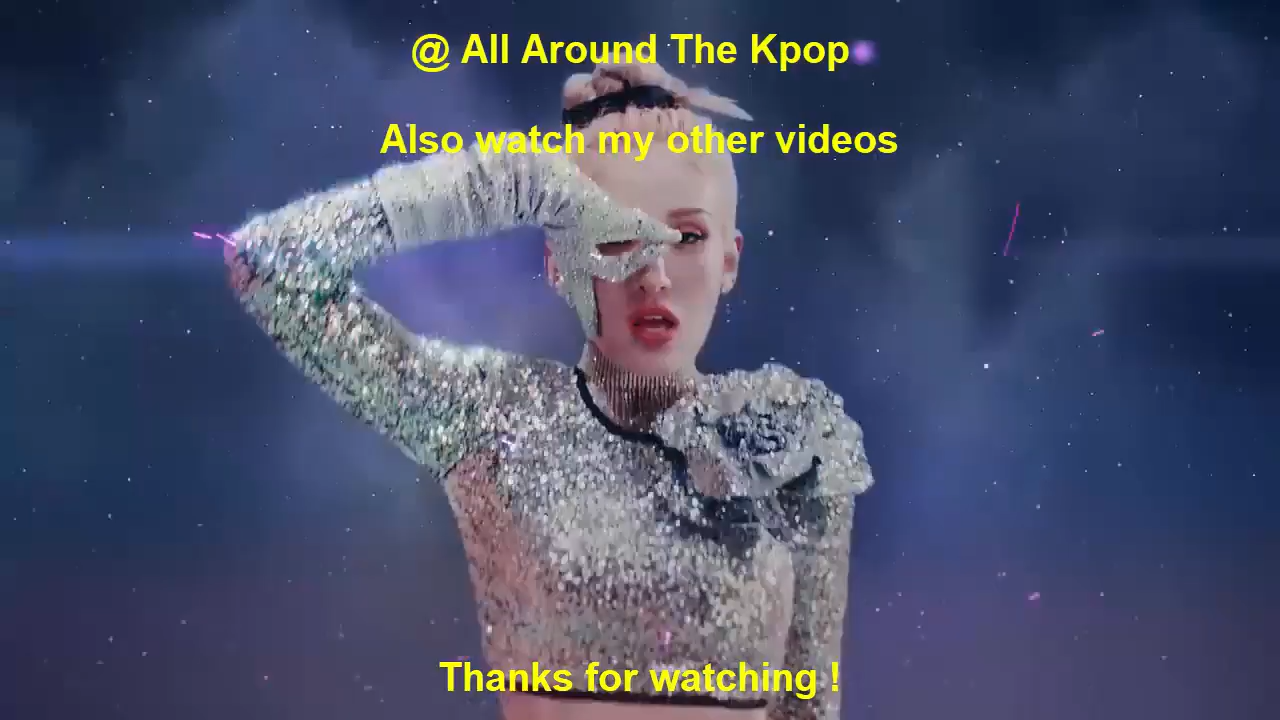 @ All Around The Kpop
Also watch my other videos
Thanks for watching !